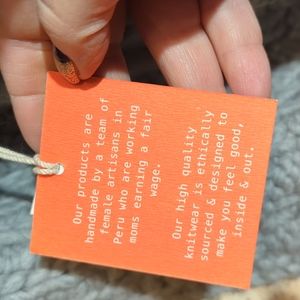 Our products are
handmade by a team of
female artisans in
Peru who are working
moms earning a fair
wage.
Our high quality
knitwear is ethically
sourced & designed to
make you feel good,
inside & out.